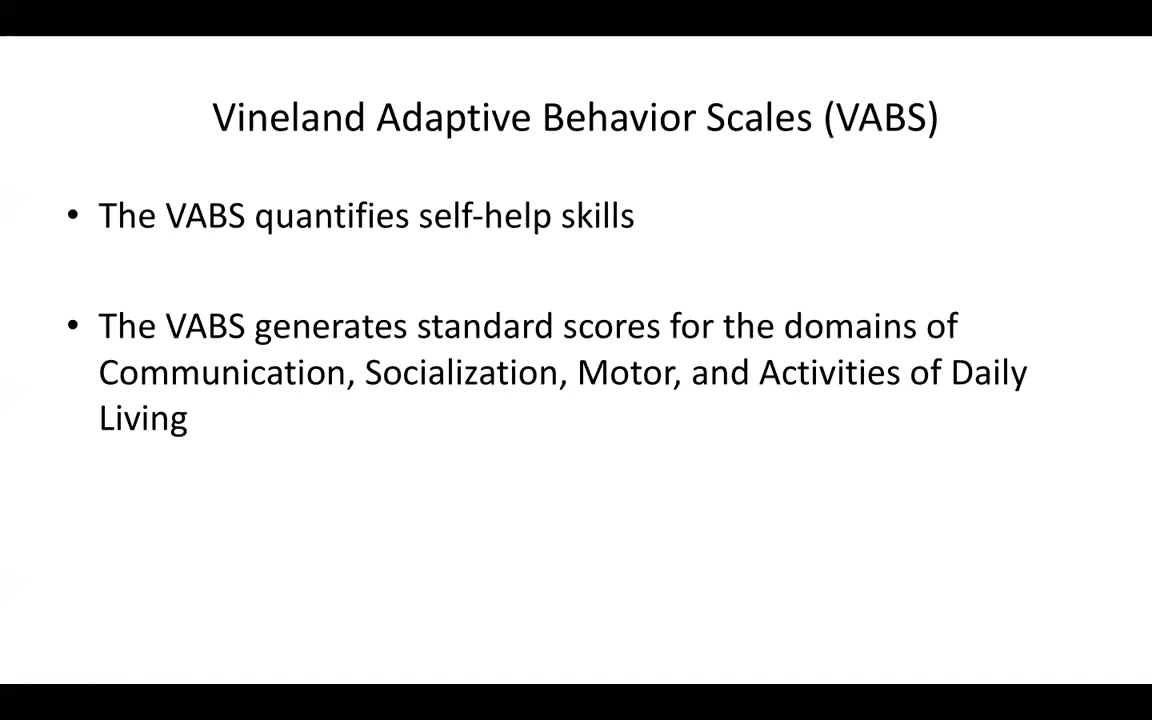 Vineland Adaptive Behavior Scales (VABS)
• The VABS quantifies self-help skills
• The VABS generates standard scores for the domains of
Communication, Socialization, Motor, and Activities of Daily
Living